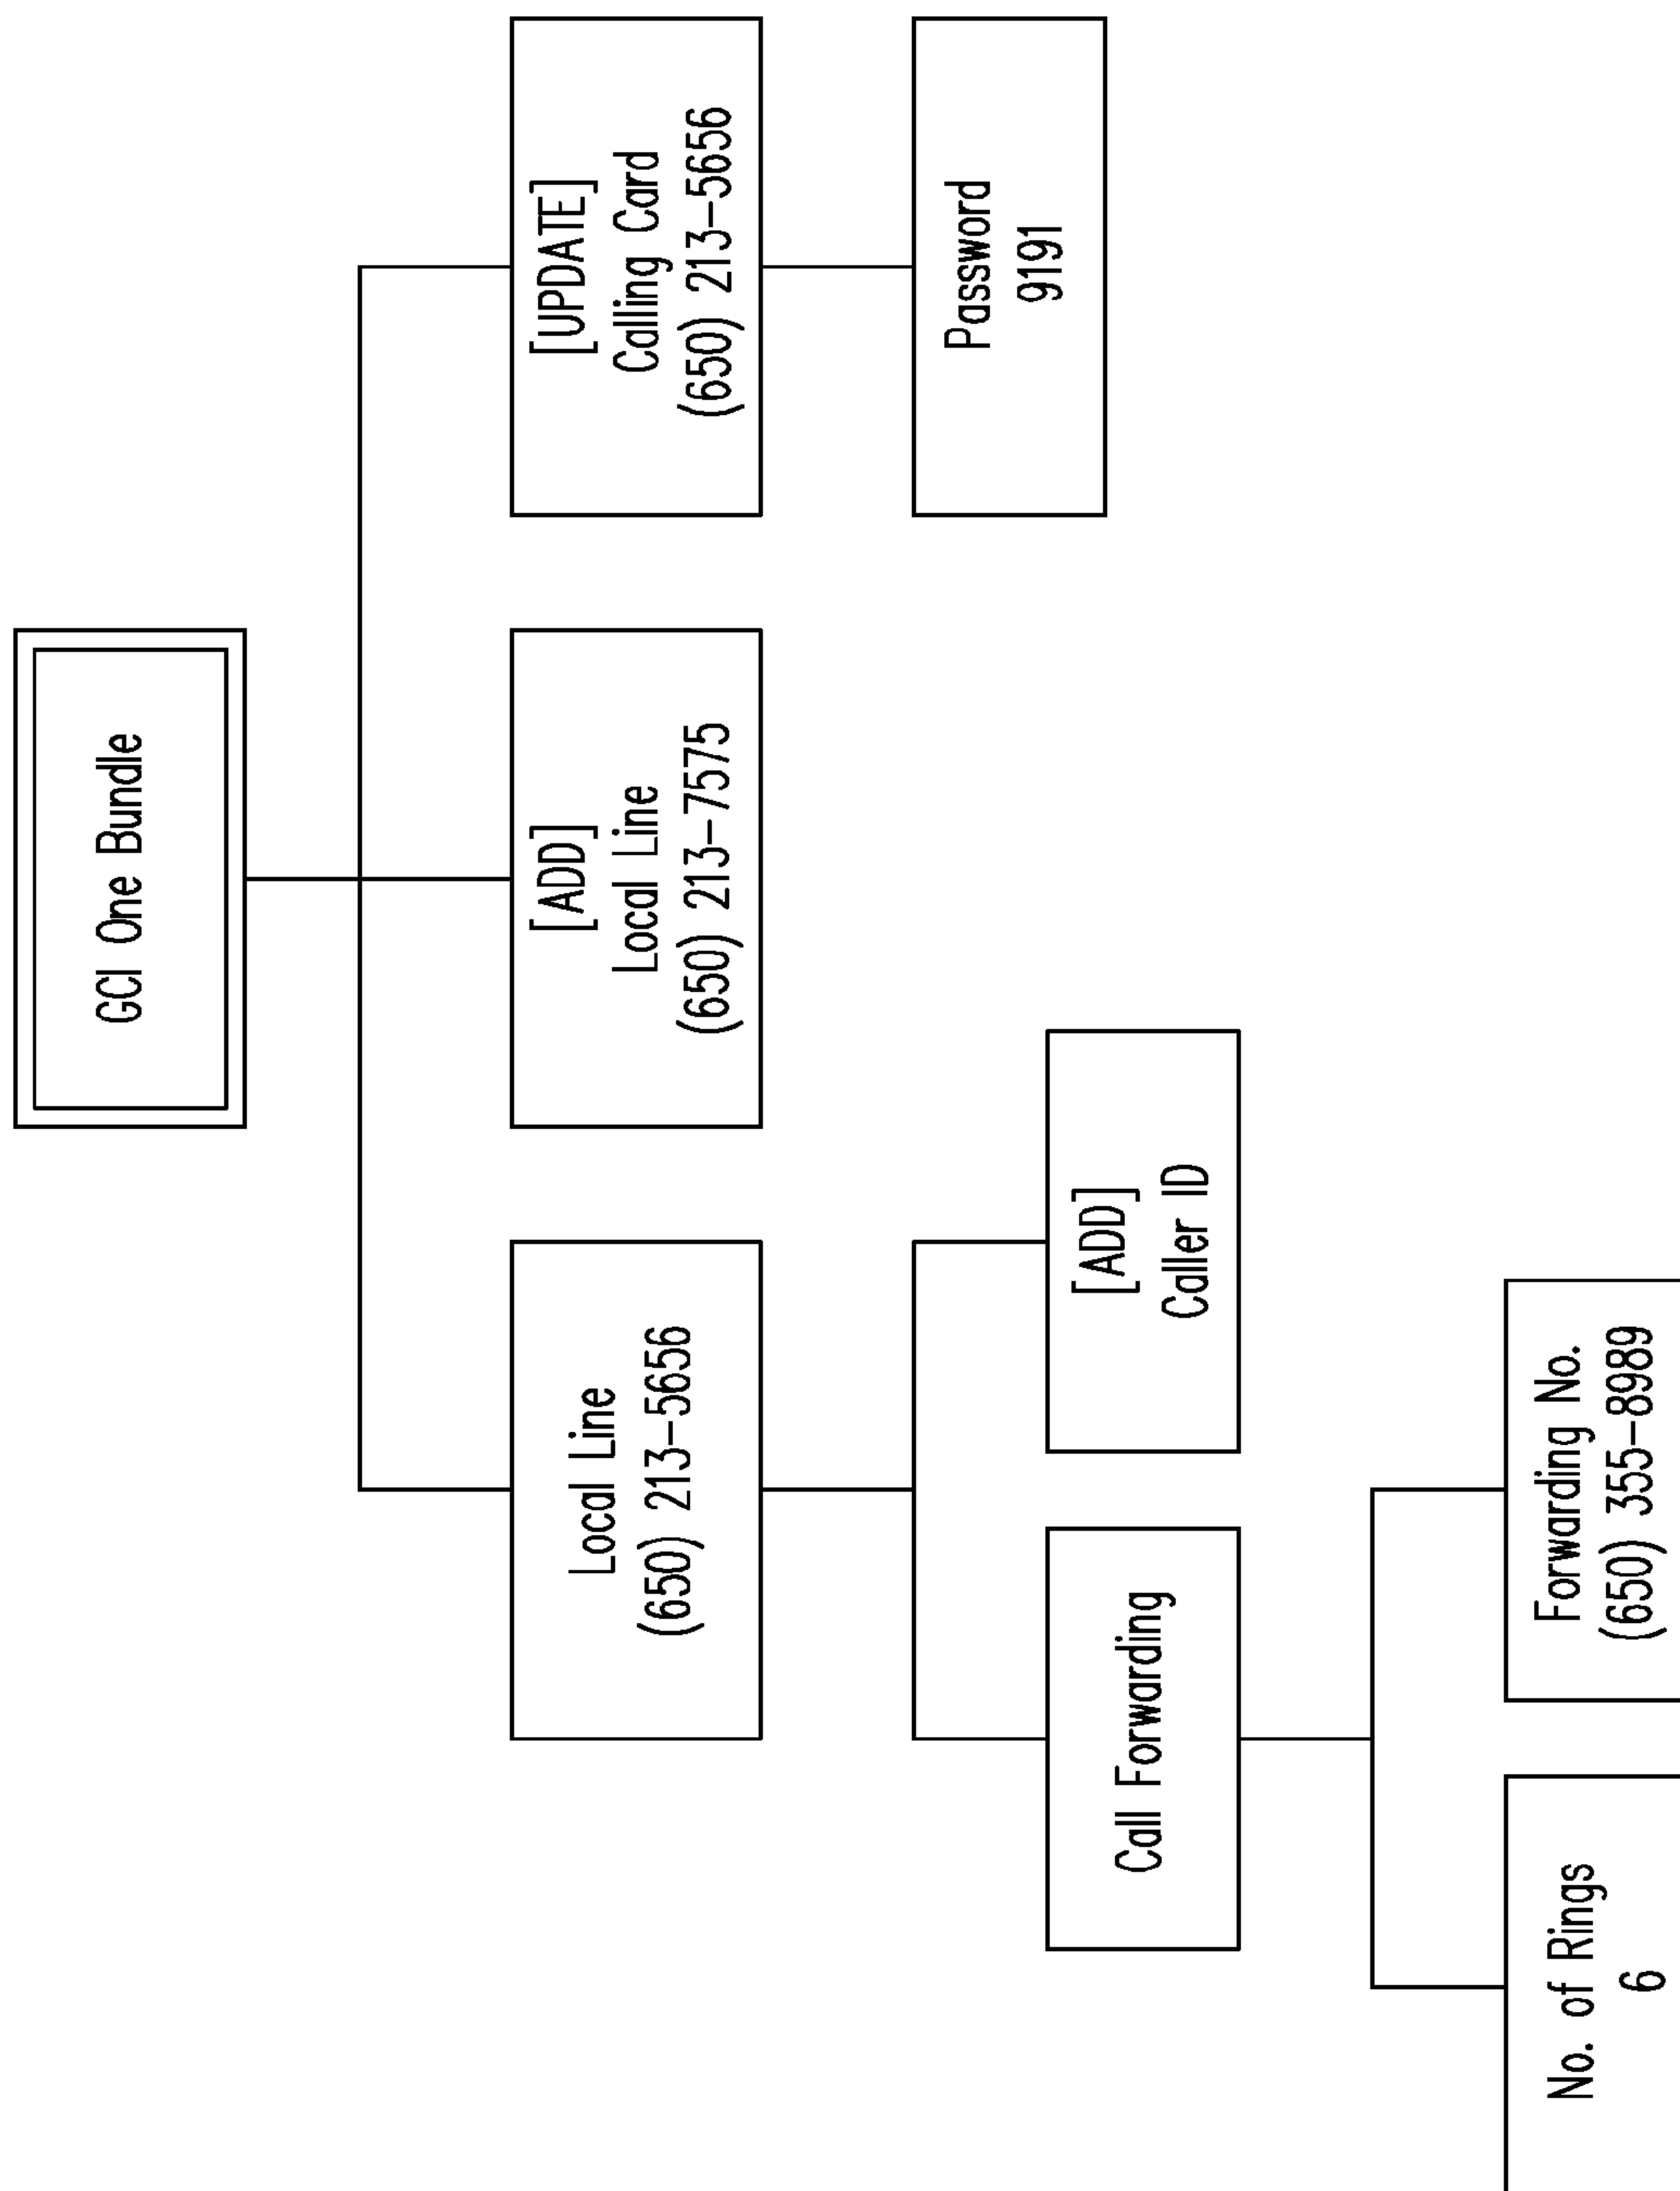 GCI One Bundle
Local Line
(650) 213-5656
[ADD]
Local Line
(650) 213-7575
[UPDATE]
Calling Card
(650) 213-5656
Password
9191
Call Forwarding
[ADD]
Caller ID
No. of Rings
6
Forwarding No.
(650) 355-8989